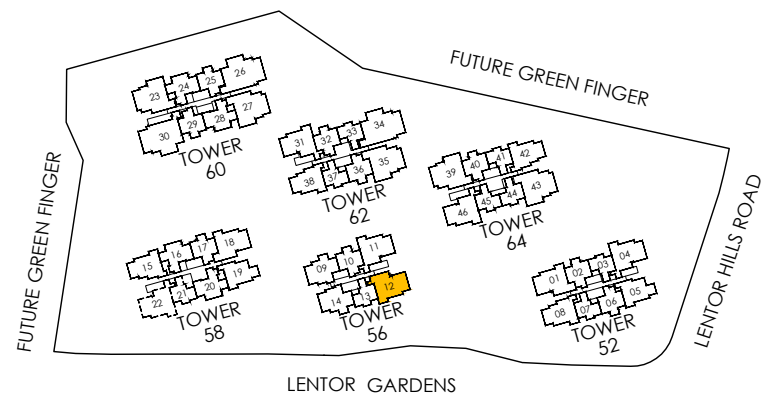 FUTURE GREEN FINGER
23 24 25 26
30 29 28 27
TOWER
60
31 32 33 34
38 37 36 35
TOWER
62
39 40 41 42
46 45 44 43
TOWER
64
FUTURE GREEN FINGER
LENTOR HILLS ROAD
15 16 17 18
22 21 20 19
TOWER
58
09 10 11
14 13 12
TOWER
56
01 02 03 04
08 07 06 05
TOWER
52
LENTOR GARDENS